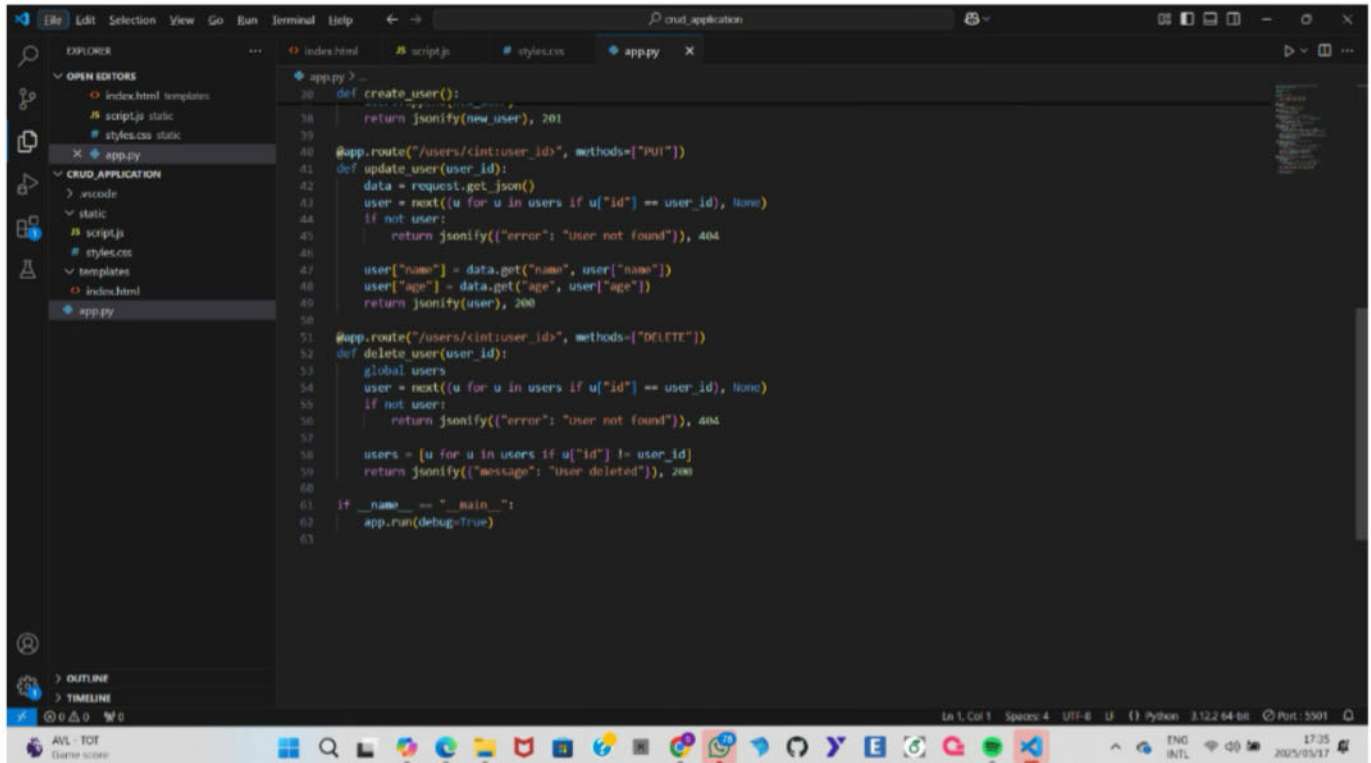 File Edit Selection View Go Run Terminal Help
crud_application
EXPLORER
OPEN EDITORS
index.html templates
JS script.js static
# styles.css static
app.py
CRUD_APPLICATION
.vscode
static
JS script.js
# styles.css
templates
index.html
app.py
OUTLINE
TIMELINE
index.html JS script.js # styles.css app.py
app.py > ...
30 def create_user():
38 return jsonify(new_user), 201
39
40 @app.route("/users/<int:user_id>", methods=["PUT"])
41 def update_user(user_id):
42 data = request.get_json()
43 user = next((u for u in users if u["id"] == user_id), None)
44 if not user:
45 return jsonify({"error": "User not found"}), 404
46
47 user["name"] = data.get("name", user["name"])
48 user["age"] = data.get("age", user["age"])
49 return jsonify(user), 200
50
51 @app.route("/users/<int:user_id>", methods=["DELETE"])
52 def delete_user(user_id):
53 global users
54 user = next((u for u in users if u["id"] == user_id), None)
55 if not user:
56 return jsonify({"error": "User not found"}), 404
57
58 users = [u for u in users if u["id"] != user_id]
59 return jsonify({"message": "User deleted"}), 200
60
61 if __name__ == "__main__":
62 app.run(debug=True)
63
0 0 0
Ln 1, Col 1 Spaces: 4 UTF-8 LF {} Python 3.12.2 64-bit Port : 5501
AVL - TOT
Game score
ENG
INTL
17:35
2025/05/17